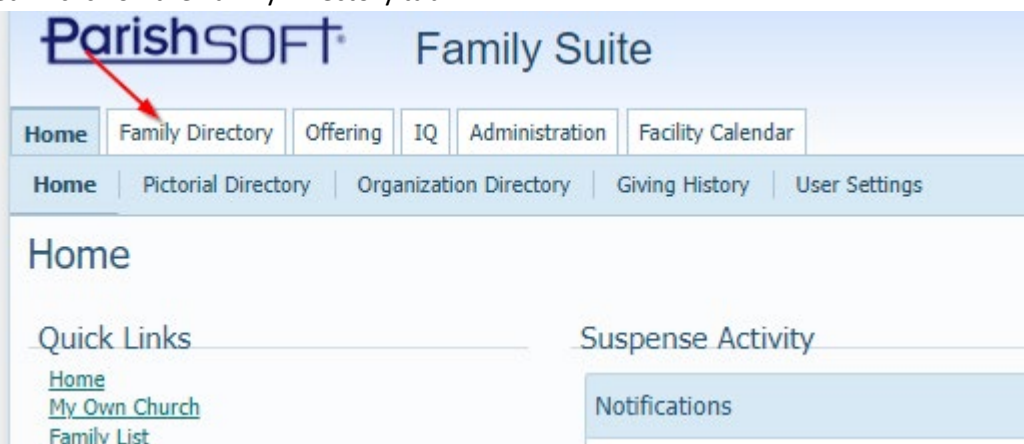 ParishSOFT Family Suite
Home Family Directory Offering IQ Administration Facility Calendar
Home Pictorial Directory Organization Directory Giving History User Settings
Home
Quick Links
Suspense Activity
Home
My Own Church
Notifications
Family List